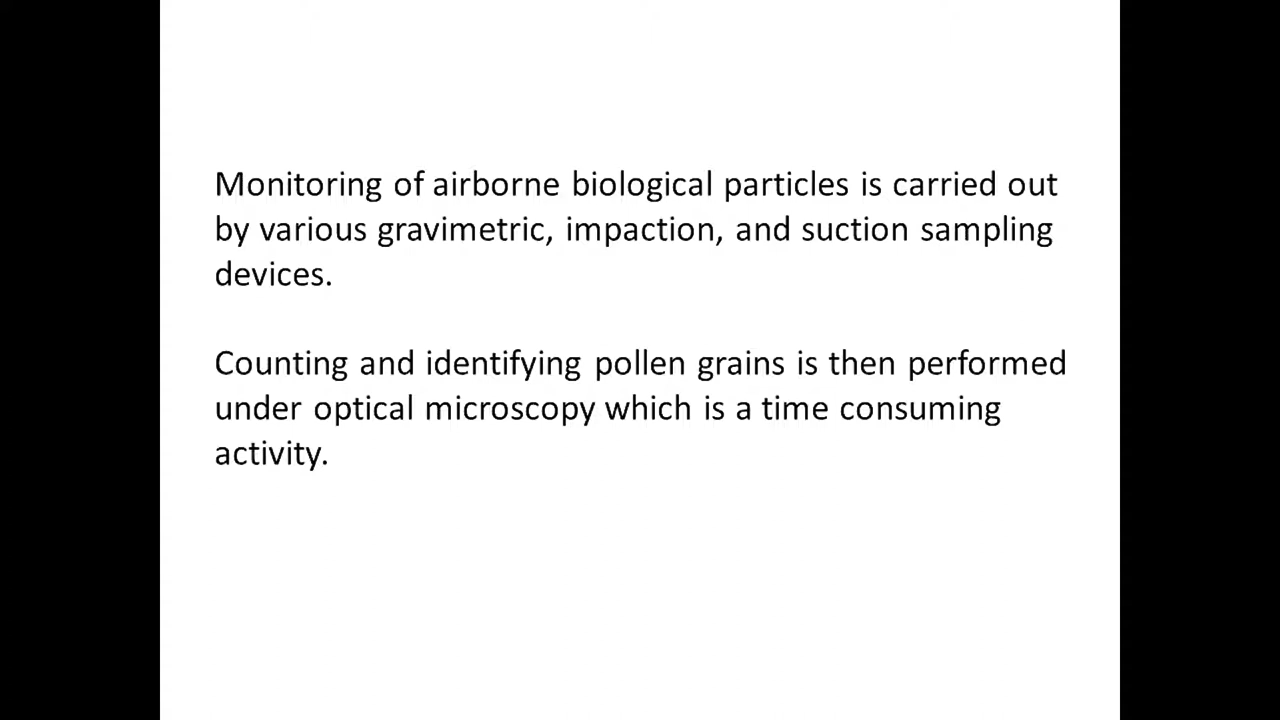 Monitoring of airborne biological particles is carried out
by various gravimetric, impaction, and suction sampling
devices.
Counting and identifying pollen grains is then performed
under optical microscopy which is a time consuming
activity.